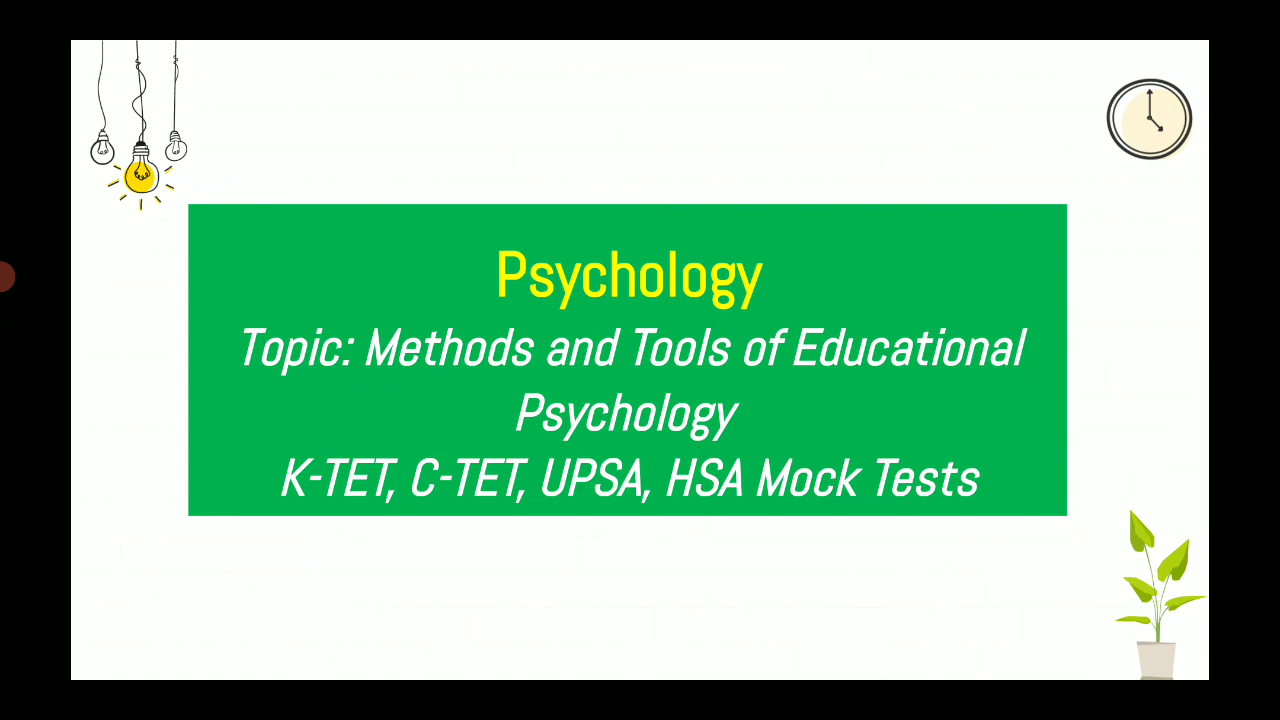 Psychology
Topic: Methods and Tools of Educational
Psychology
K-TET, C-TET, UPSA, HSA Mock Tests